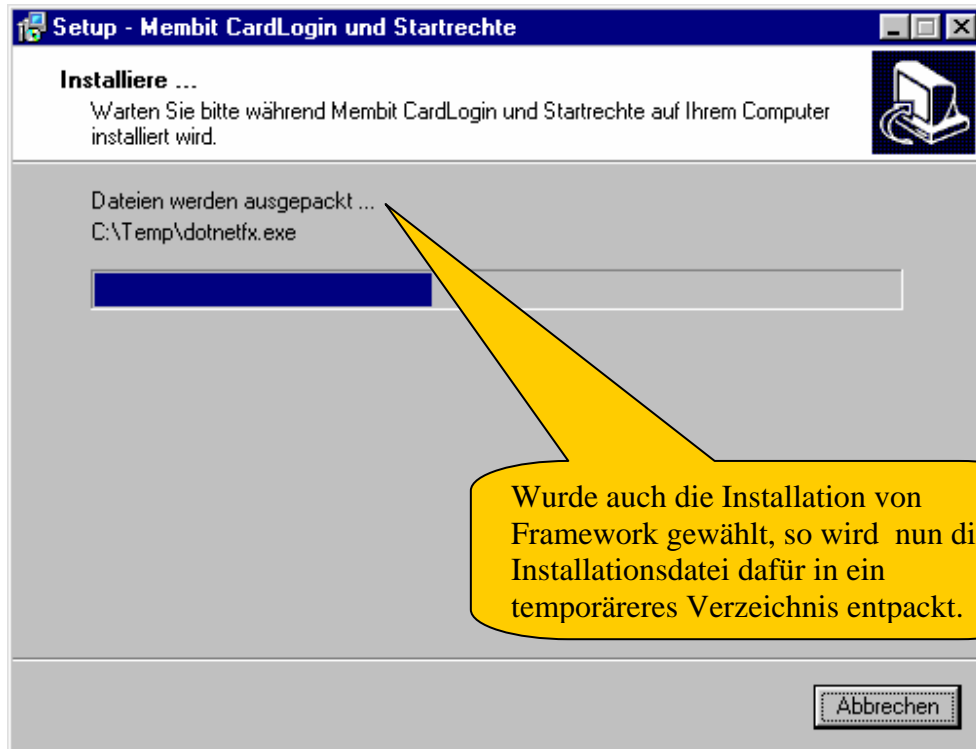 Setup - Membit CardLogin und Startrechte
Installiere ...
Warten Sie bitte während Membit CardLogin und Startrechte auf Ihrem Computer
installiert wird.
Dateien werden ausgepackt ...
C:\Temp\dotnetfx.exe
Wurde auch die Installation von
Framework gewählt, so wird nun di
Installationsdatei dafür in ein
temporäreres Verzeichnis entpackt.
Abbrechen